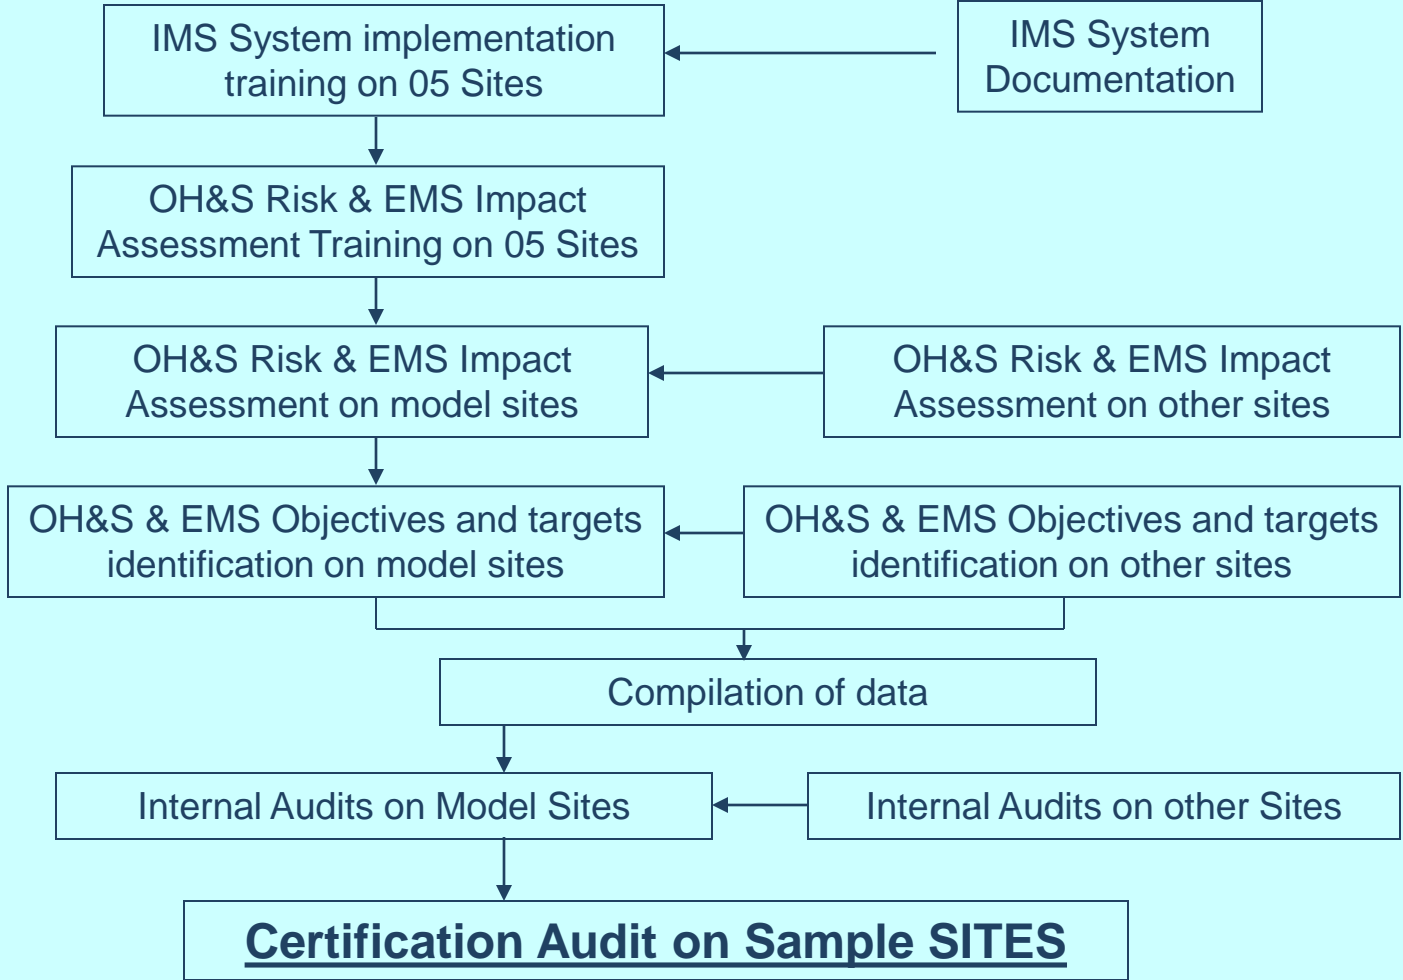 IMS System implementation
training on 05 Sites
IMS System
Documentation
OH&S Risk & EMS Impact
Assessment Training on 05 Sites
OH&S Risk & EMS Impact
Assessment on model sites
OH&S Risk & EMS Impact
Assessment on other sites
OH&S & EMS Objectives and targets
identification on model sites
OH&S & EMS Objectives and targets
identification on other sites
Compilation of data
Internal Audits on Model Sites
Internal Audits on other Sites
Certification Audit on Sample SITES